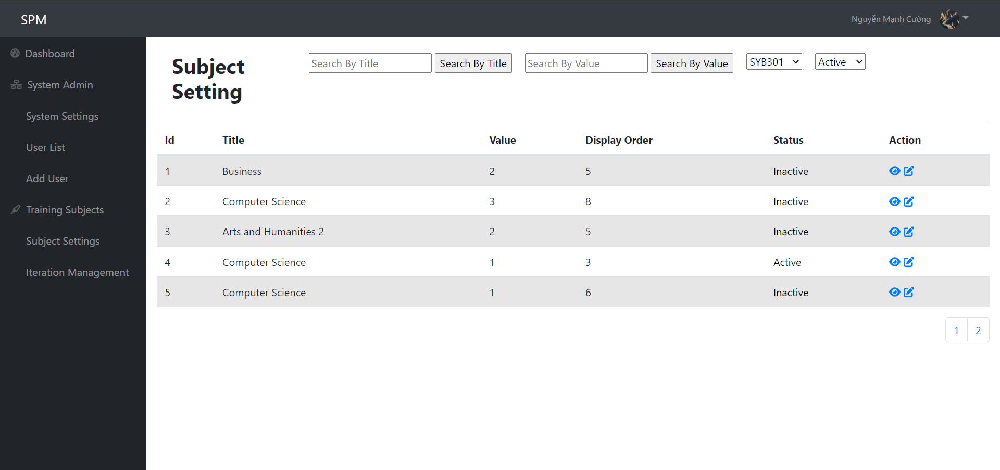 SPM
Nguyễn Mạnh Cường
Dashboard
System Admin
System Settings
User List
Add User
Training Subjects
Subject Settings
Iteration Management
Subject
Setting
Search By Title Search By Title Search By Value Search By Value SYB301 Active
Id Title Value Display Order Status Action
1 Business 2 5 Inactive
2 Computer Science 3 8 Inactive
3 Arts and Humanities 2 2 5 Inactive
4 Computer Science 1 3 Active
5 Computer Science 1 6 Inactive
1 2